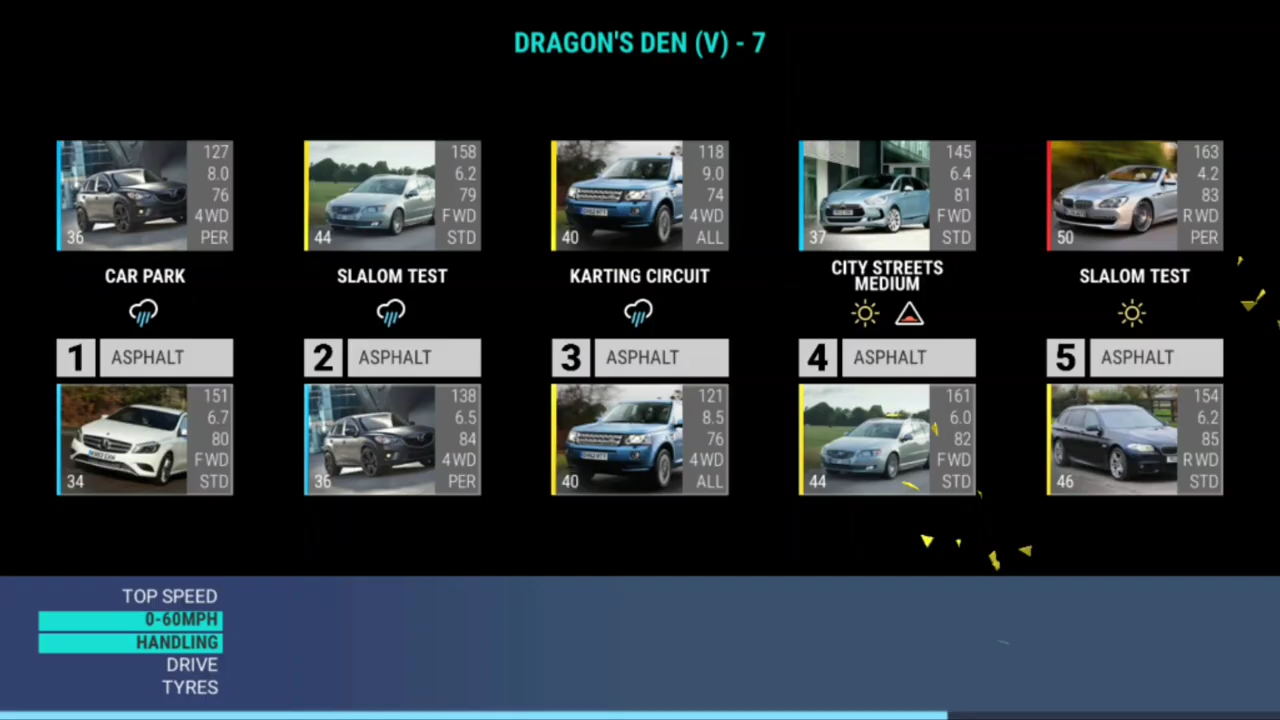 DRAGON'S DEN (V) - 7
127
8.0
76
4WD
PER
36
158
6.2
79
FWD
STD
44
118
9.0
74
4WD
ALL
40
145
6.4
81
FWD
STD
37
163
4.2
83
RWD
PER
50
CAR PARK
SLALOM TEST
KARTING CIRCUIT
CITY STREETS
MEDIUM
SLALOM TEST
1 ASPHALT
2 ASPHALT
3 ASPHALT
4 ASPHALT
5 ASPHALT
151
6.7
80
FWD
STD
34
138
6.5
84
4WD
PER
36
121
8.5
76
4WD
ALL
40
161
6.0
82
FWD
STD
44
154
6.2
85
RWD
STD
46
TOP SPEED
0-60MPH
HANDLING
DRIVE
TYRES